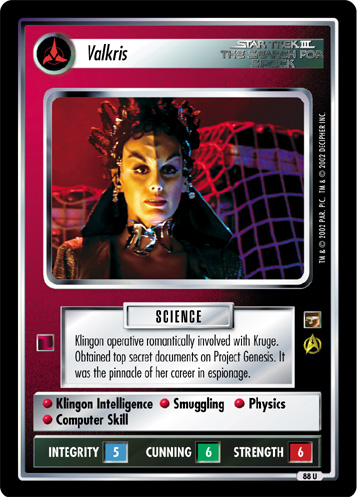 Valkris
STAR TREK III
THE SEARCH FOR
SPOCK
TM & © 2002 PAR. PIC. TM & © 2002 DECIPHER INC.
SCIENCE
Klingon operative romantically involved with Kruge.
Obtained top secret documents on Project Genesis. It
was the pinnacle of her career in espionage.
Klingon Intelligence Smuggling Physics
Computer Skill
INTEGRITY 5 CUNNING 6 STRENGTH 6
88 U